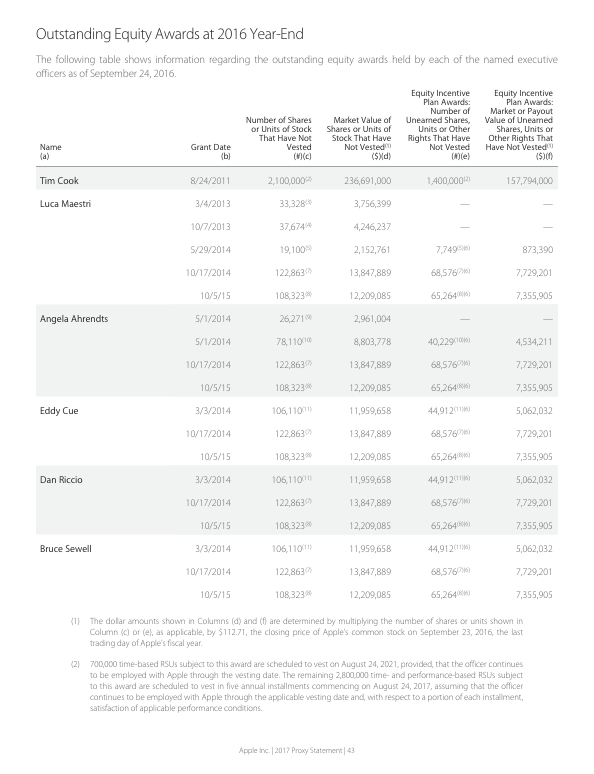 Outstanding Equity Awards at 2016 Year-End
The following table shows information regarding the outstanding equity awards held by each of the named executive
officers as of September 24, 2016.
Name (a) | Grant Date (b) | Number of Shares or Units of Stock That Have Not Vested (#)(c) | Market Value of Shares or Units of Stock That Have Not Vested(1) ($)(d) | Equity Incentive Plan Awards: Number of Unearned Shares, Units or Other Rights That Have Not Vested (#)(e) | Equity Incentive Plan Awards: Market or Payout Value of Unearned Shares, Units or Other Rights That Have Not Vested(1) ($)(f)
Tim Cook 8/24/2011 2,100,000(2) 236,691,000 1,400,000(2) 157,794,000
Luca Maestri 3/4/2013 33,328(3) 3,756,399 — —
10/7/2013 37,674(4) 4,246,237 — —
5/29/2014 19,100(5) 2,152,761 7,749(5)(6) 873,390
10/17/2014 122,863(7) 13,847,889 68,576(7)(6) 7,729,201
10/5/15 108,323(8) 12,209,085 65,264(8)(6) 7,355,905
Angela Ahrendts 5/1/2014 26,271(9) 2,961,004 — —
5/1/2014 78,110(10) 8,803,778 40,229(10)(6) 4,534,211
10/17/2014 122,863(7) 13,847,889 68,576(7)(6) 7,729,201
10/5/15 108,323(8) 12,209,085 65,264(8)(6) 7,355,905
Eddy Cue 3/3/2014 106,110(11) 11,959,658 44,912(11)(6) 5,062,032
10/17/2014 122,863(7) 13,847,889 68,576(7)(6) 7,729,201
10/5/15 108,323(8) 12,209,085 65,264(8)(6) 7,355,905
Dan Riccio 3/3/2014 106,110(11) 11,959,658 44,912(11)(6) 5,062,032
10/17/2014 122,863(7) 13,847,889 68,576(7)(6) 7,729,201
10/5/15 108,323(8) 12,209,085 65,264(8)(6) 7,355,905
Bruce Sewell 3/3/2014 106,110(11) 11,959,658 44,912(11)(6) 5,062,032
10/17/2014 122,863(7) 13,847,889 68,576(7)(6) 7,729,201
10/5/15 108,323(8) 12,209,085 65,264(8)(6) 7,355,905
(1) The dollar amounts shown in Columns (d) and (f) are determined by multiplying the number of shares or units shown in
Column (c) or (e), as applicable, by $112.71, the closing price of Apple's common stock on September 23, 2016, the last
trading day of Apple's fiscal year.
(2) 700,000 time-based RSUs subject to this award are scheduled to vest on August 24, 2021, provided, that the officer continues
to be employed with Apple through the vesting date. The remaining 2,800,000 time- and performance-based RSUs subject
to this award are scheduled to vest in five annual installments commencing on August 24, 2017, assuming that the officer
continues to be employed with Apple through the applicable vesting date and, with respect to a portion of each installment,
satisfaction of applicable performance conditions.
Apple Inc. | 2017 Proxy Statement | 43